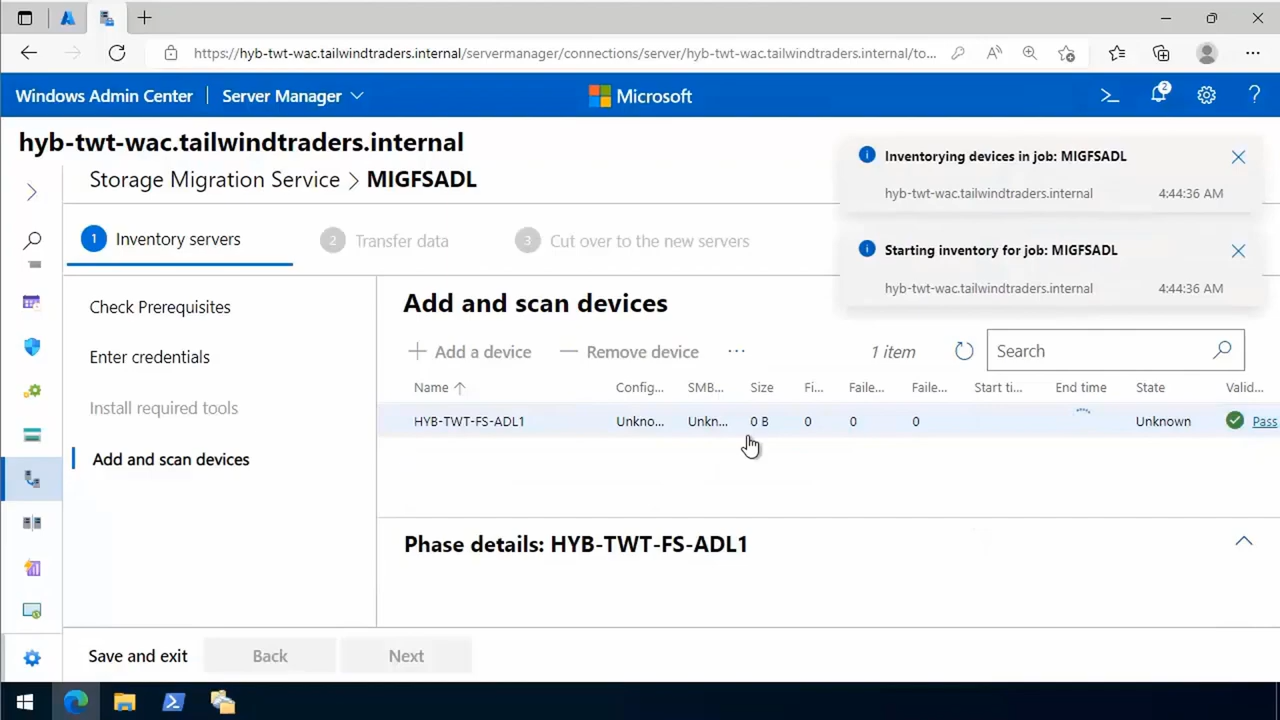 https://hyb-twt-wac.tailwindtraders.internal/servermanager/connections/server/hyb-twt-wac.tailwindtraders.internal/to...
Windows Admin Center | Server Manager Microsoft 2
hyb-twt-wac.tailwindtraders.internal
Storage Migration Service > MIGFSADL
Inventorying devices in job: MIGFSADL
hyb-twt-wac.tailwindtraders.internal 4:44:36 AM
Starting inventory for job: MIGFSADL
hyb-twt-wac.tailwindtraders.internal 4:44:36 AM
1 Inventory servers 2 Transfer data 3 Cut over to the new servers
Check Prerequisites
Enter credentials
Install required tools
Add and scan devices
Add and scan devices
+ Add a device — Remove device ... 1 item Search
Name Config... SMB... Size Fi... Faile... Faile... Start ti... End time State Valid...
HYB-TWT-FS-ADL1 Unkno... Unkn... 0 B 0 0 0 Unknown Pass
Phase details: HYB-TWT-FS-ADL1
Save and exit Back Next